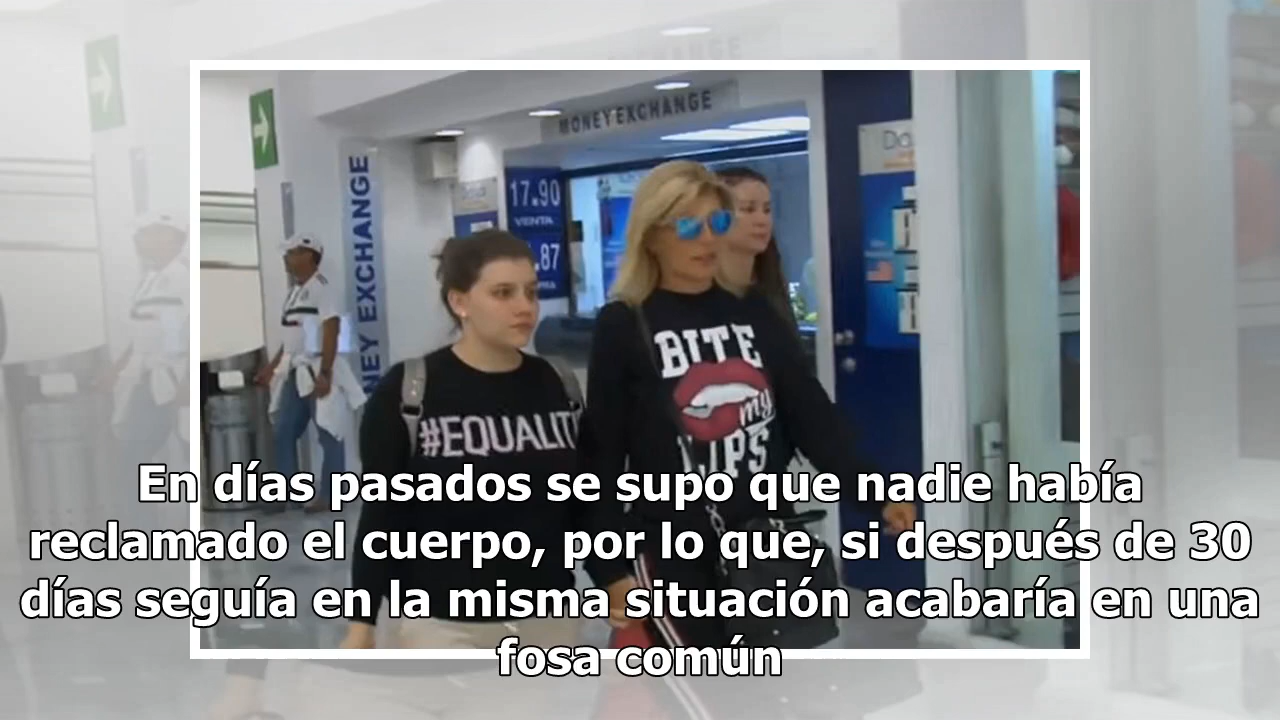 MONEY EXCHANGE
MONEY EXCHANGE
17.90
VENTA
.87
#EQUALIT
BITE
my
LIPS
En días pasados se supo que nadie había
reclamado el cuerpo, por lo que, si después de 30
días seguía en la misma situación acabaría en una
fosa común